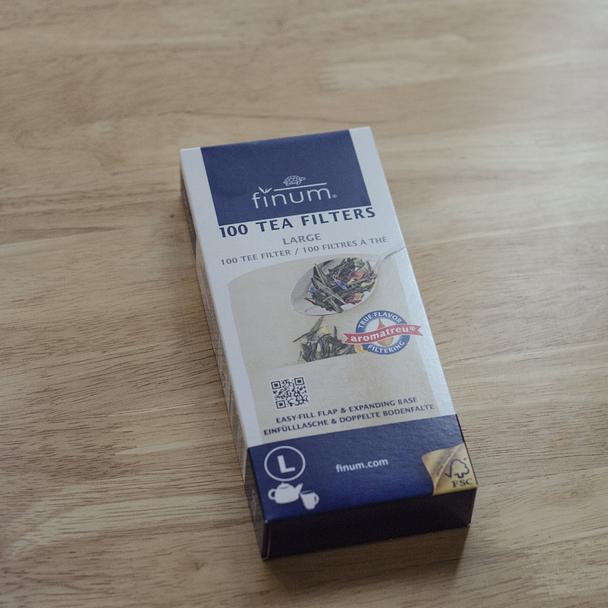 finum®
100 TEA FILTERS
LARGE
100 TEE FILTER / 100 FILTRES À THÉ
TRUE-FLAVOR
aromatreu®
FILTERING
EASY-FILL FLAP & EXPANDING BASE
EINFÜLLLASCHE & DOPPELTE BODENFALTE
L
finum.com
FSC